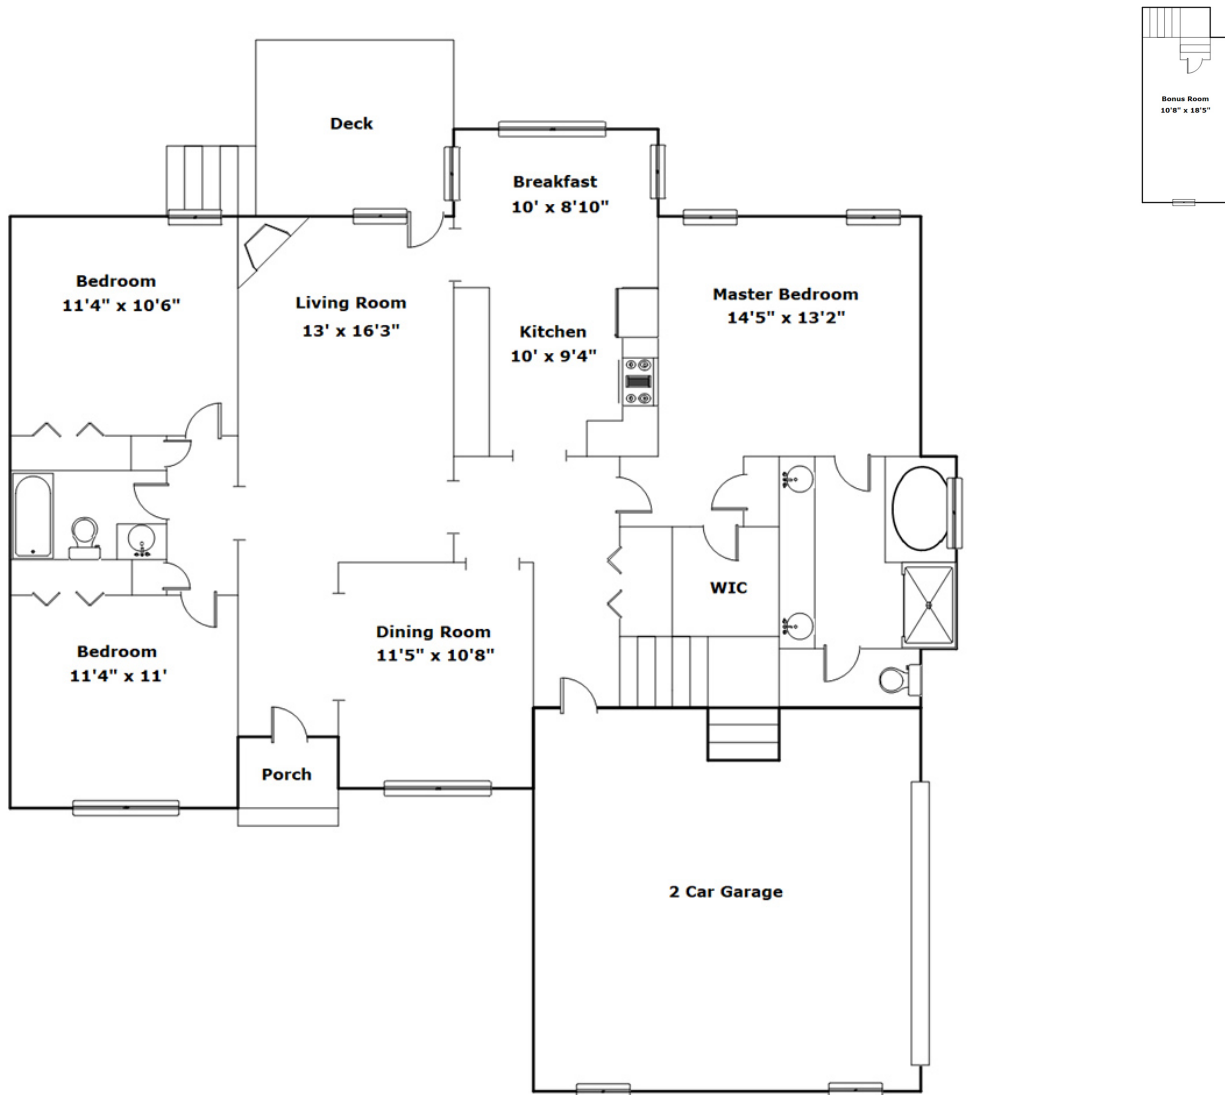 Deck
Bonus Room
10'8" x 18'5"
Breakfast
10' x 8'10"
Bedroom
11'4" x 10'6"
Living Room
13' x 16'3"
Master Bedroom
14'5" x 13'2"
Kitchen
10' x 9'4"
WIC
Dining Room
11'5" x 10'8"
Bedroom
11'4" x 11'
Porch
2 Car Garage